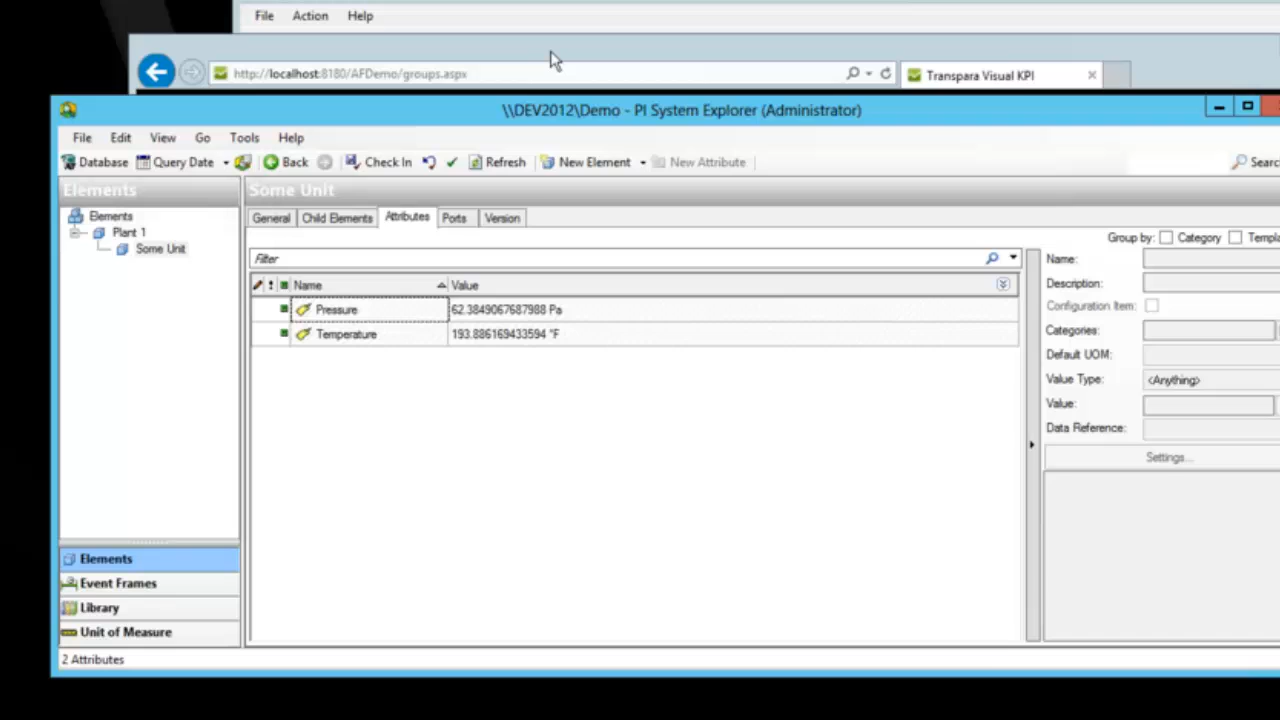 File Action Help
http://localhost:8180/AFDemo/groups.aspx Transpara Visual KPI
\\DEV2012\Demo - PI System Explorer (Administrator)
File Edit View Go Tools Help
Database Query Date Back Check In Refresh New Element New Attribute Searc
Elements Some Unit
Elements General Child Elements Attributes Ports Version
Plant 1 Group by: Category Templa
Some Unit Filter Name:
Name Value Description:
Pressure 62.3849067687988 Pa Configuration Item:
Temperature 193.886169433594 °F Categories:
Default UOM:
Value Type: <Anything>
Value:
Data Reference:
Settings...
Elements
Event Frames
Library
Unit of Measure
2 Attributes